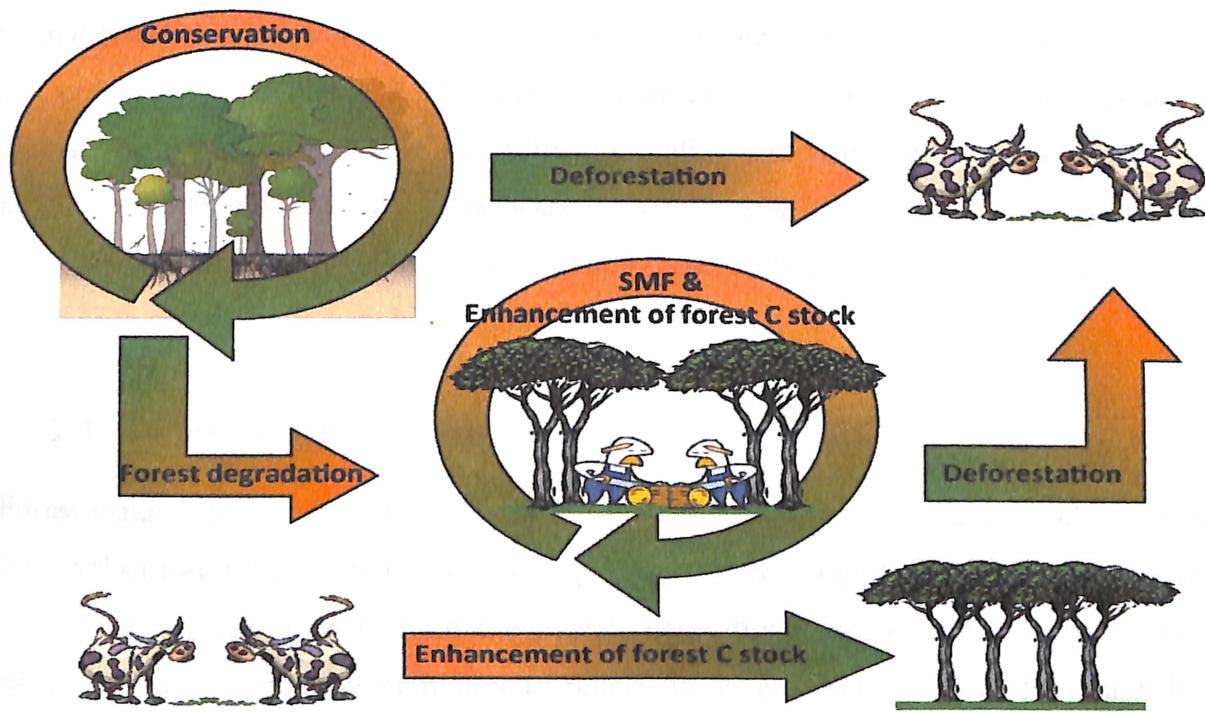 Conservation
Deforestation
SMF &
Enhancement of forest C stock
Forest degradation
Deforestation
Enhancement of forest C stock